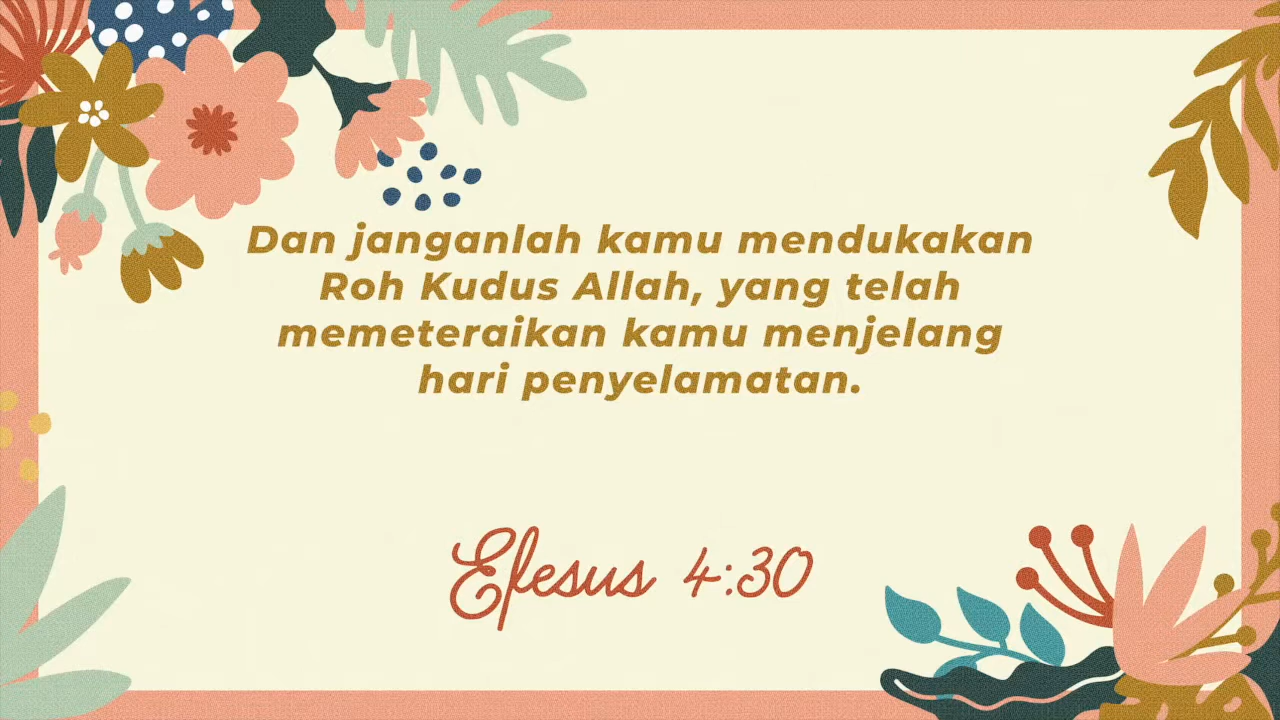 Dan janganlah kamu mendukakan
Roh Kudus Allah, yang telah
memeteraikan kamu menjelang
hari penyelamatan.
Efesus 4:30